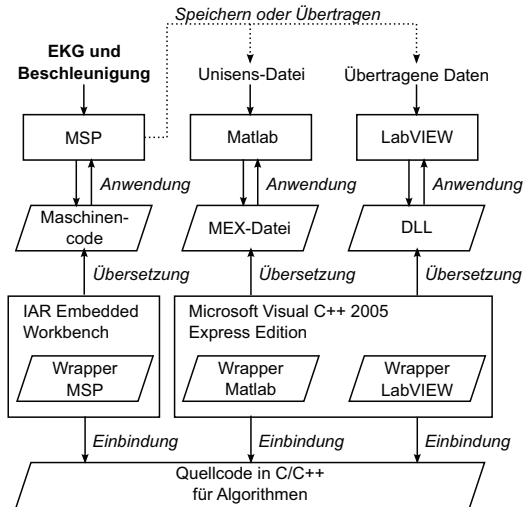 Speichern oder Übertragen
EKG und
Beschleunigung
Unisens-Datei
Übertragene Daten
MSP
Matlab
LabVIEW
Anwendung
Anwendung
Anwendung
Maschinen-
code
MEX-Datei
DLL
Übersetzung
Übersetzung
Übersetzung
IAR Embedded
Workbench
Microsoft Visual C++ 2005
Express Edition
Wrapper
MSP
Wrapper
Matlab
Wrapper
LabVIEW
Einbindung
Einbindung
Einbindung
Quellcode in C/C++
für Algorithmen